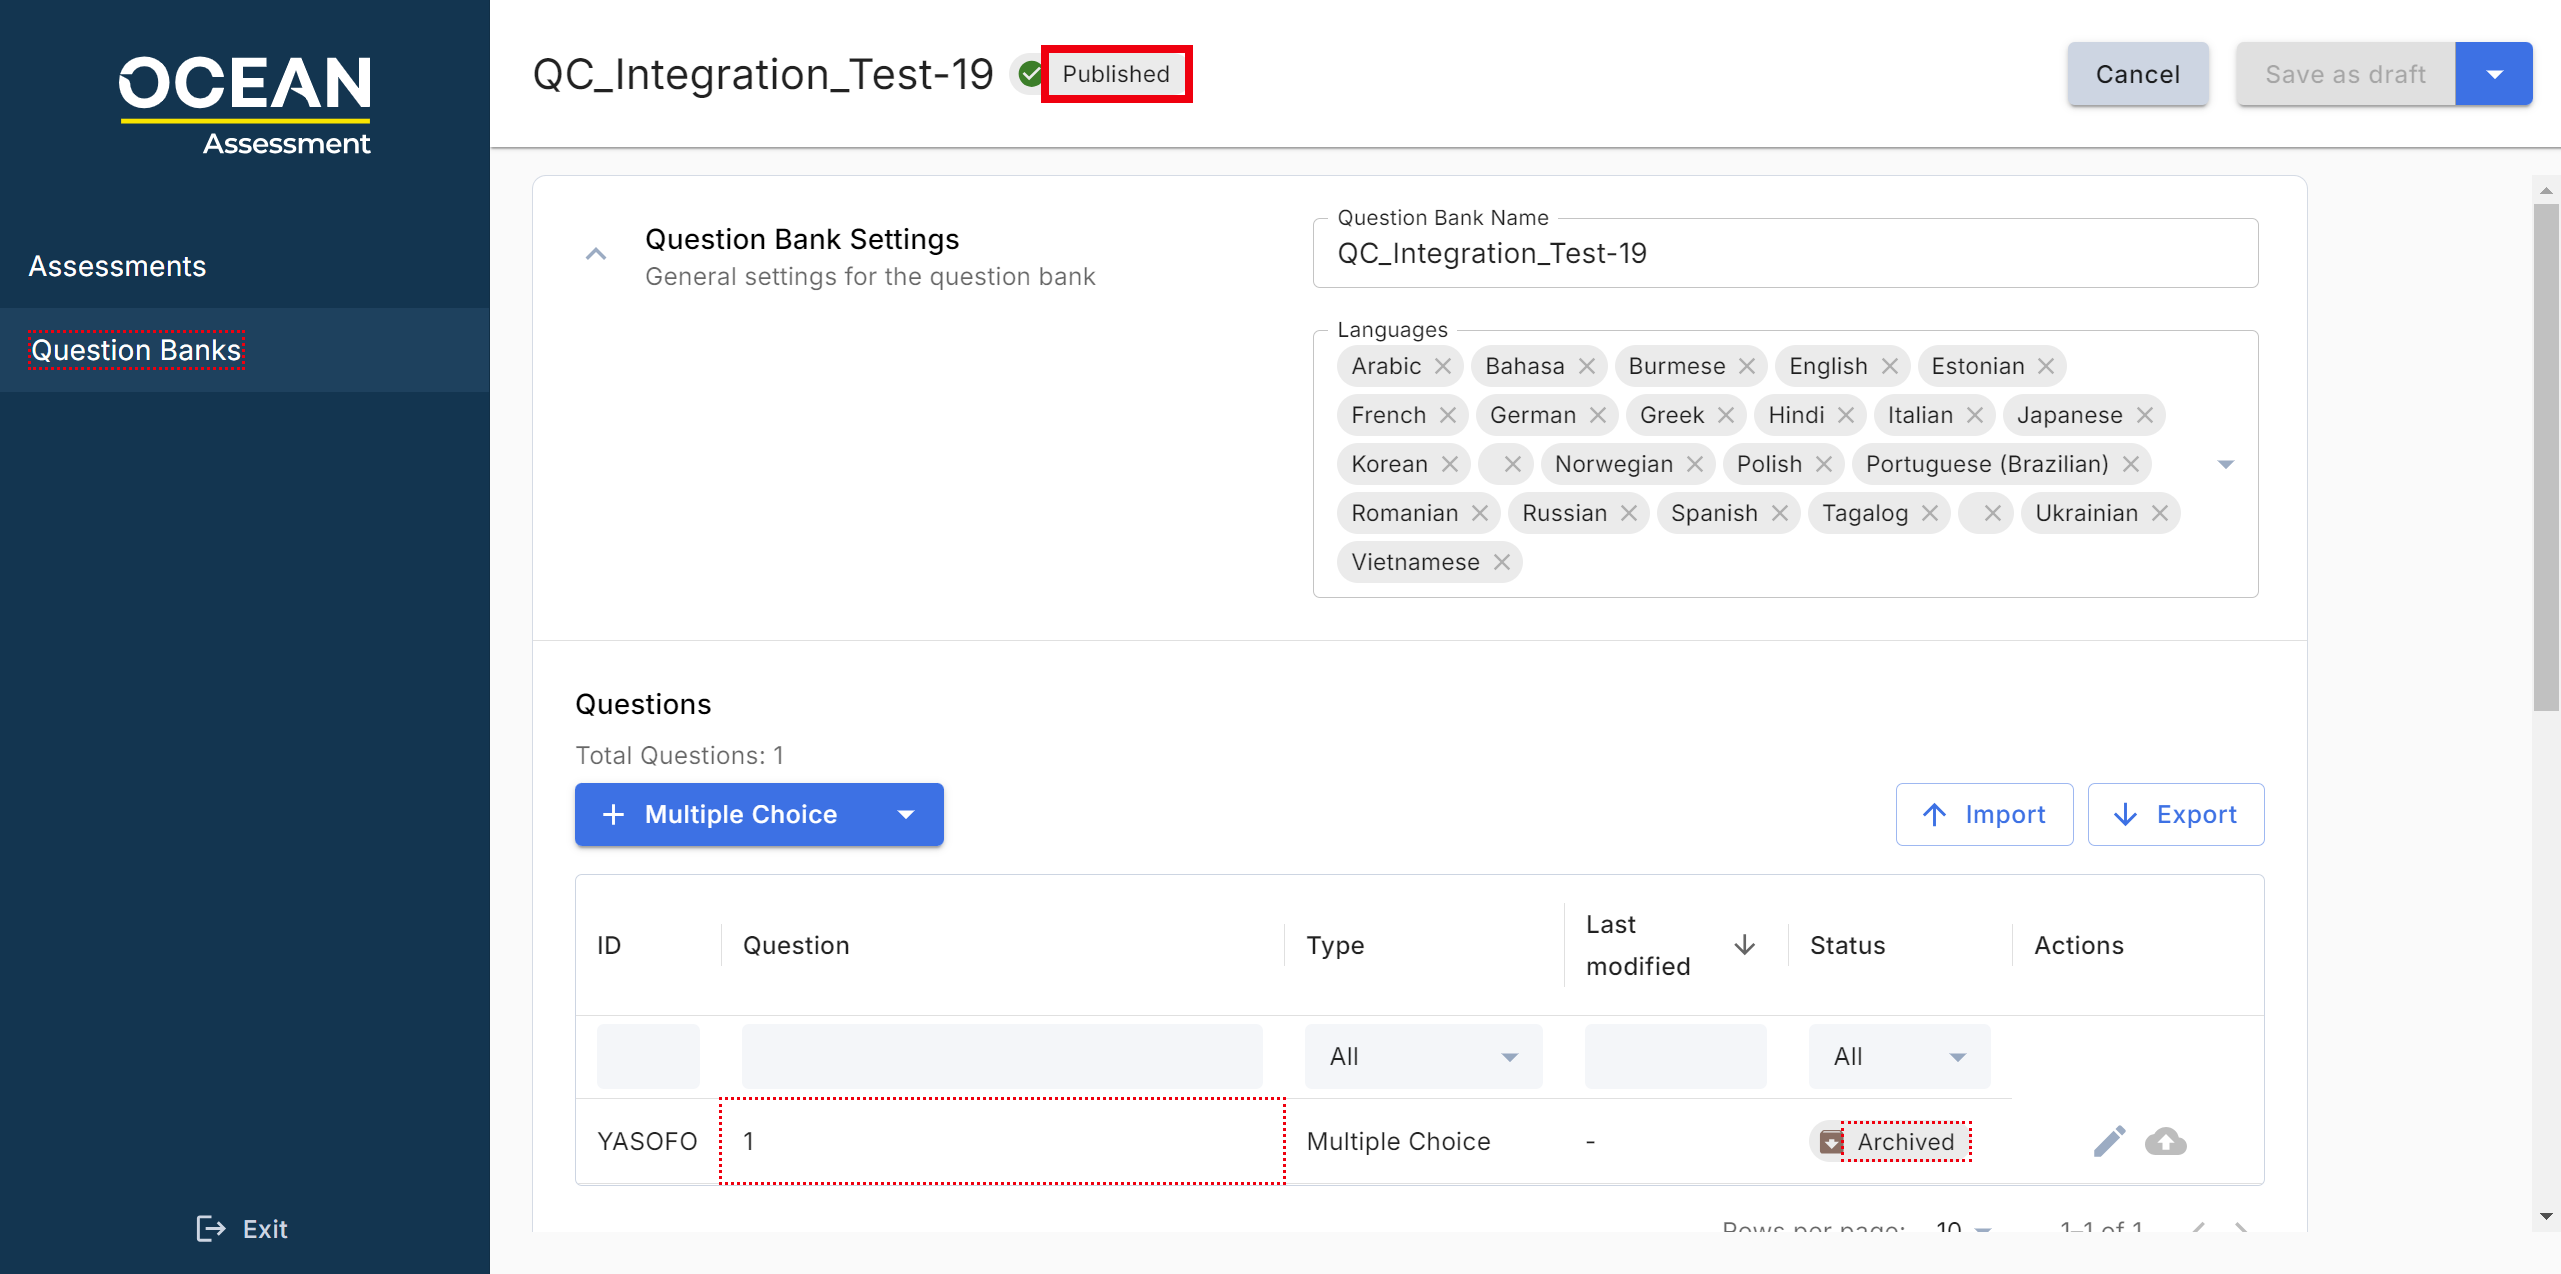 OCEAN
Assessment
Assessments
Question Banks
Exit
QC_Integration_Test-19
Published
Cancel
Save as draft
Question Bank Settings
General settings for the question bank
Question Bank Name
QC_Integration_Test-19
Languages
Arabic Bahasa Burmese English Estonian
French German Greek Hindi Italian Japanese
Korean Norwegian Polish Portuguese (Brazilian)
Romanian Russian Spanish Tagalog Ukrainian
Vietnamese
Questions
Total Questions: 1
Multiple Choice
Import
Export
ID Question Type Last modified Status Actions
All All
YASOFO 1 Multiple Choice - Archived
Rows per page: 10 1–1 of 1